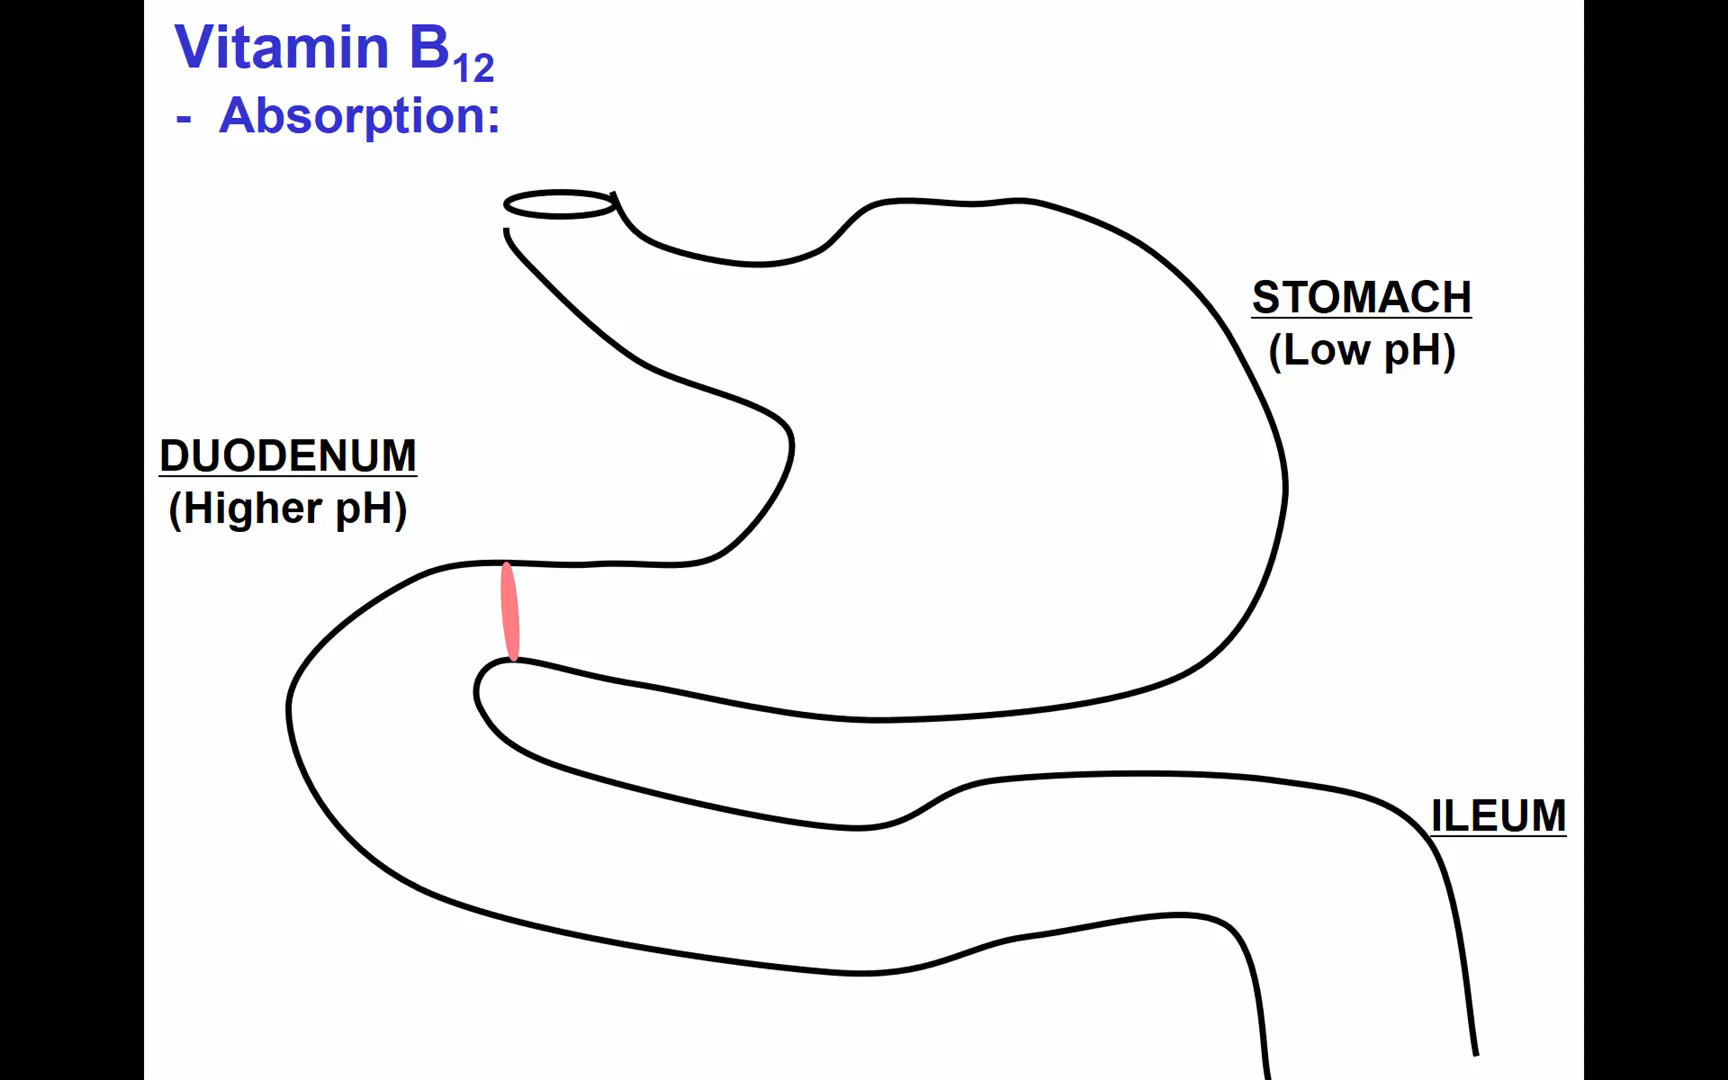 Vitamin B12
- Absorption:
STOMACH
(Low pH)
DUODENUM
(Higher pH)
ILEUM